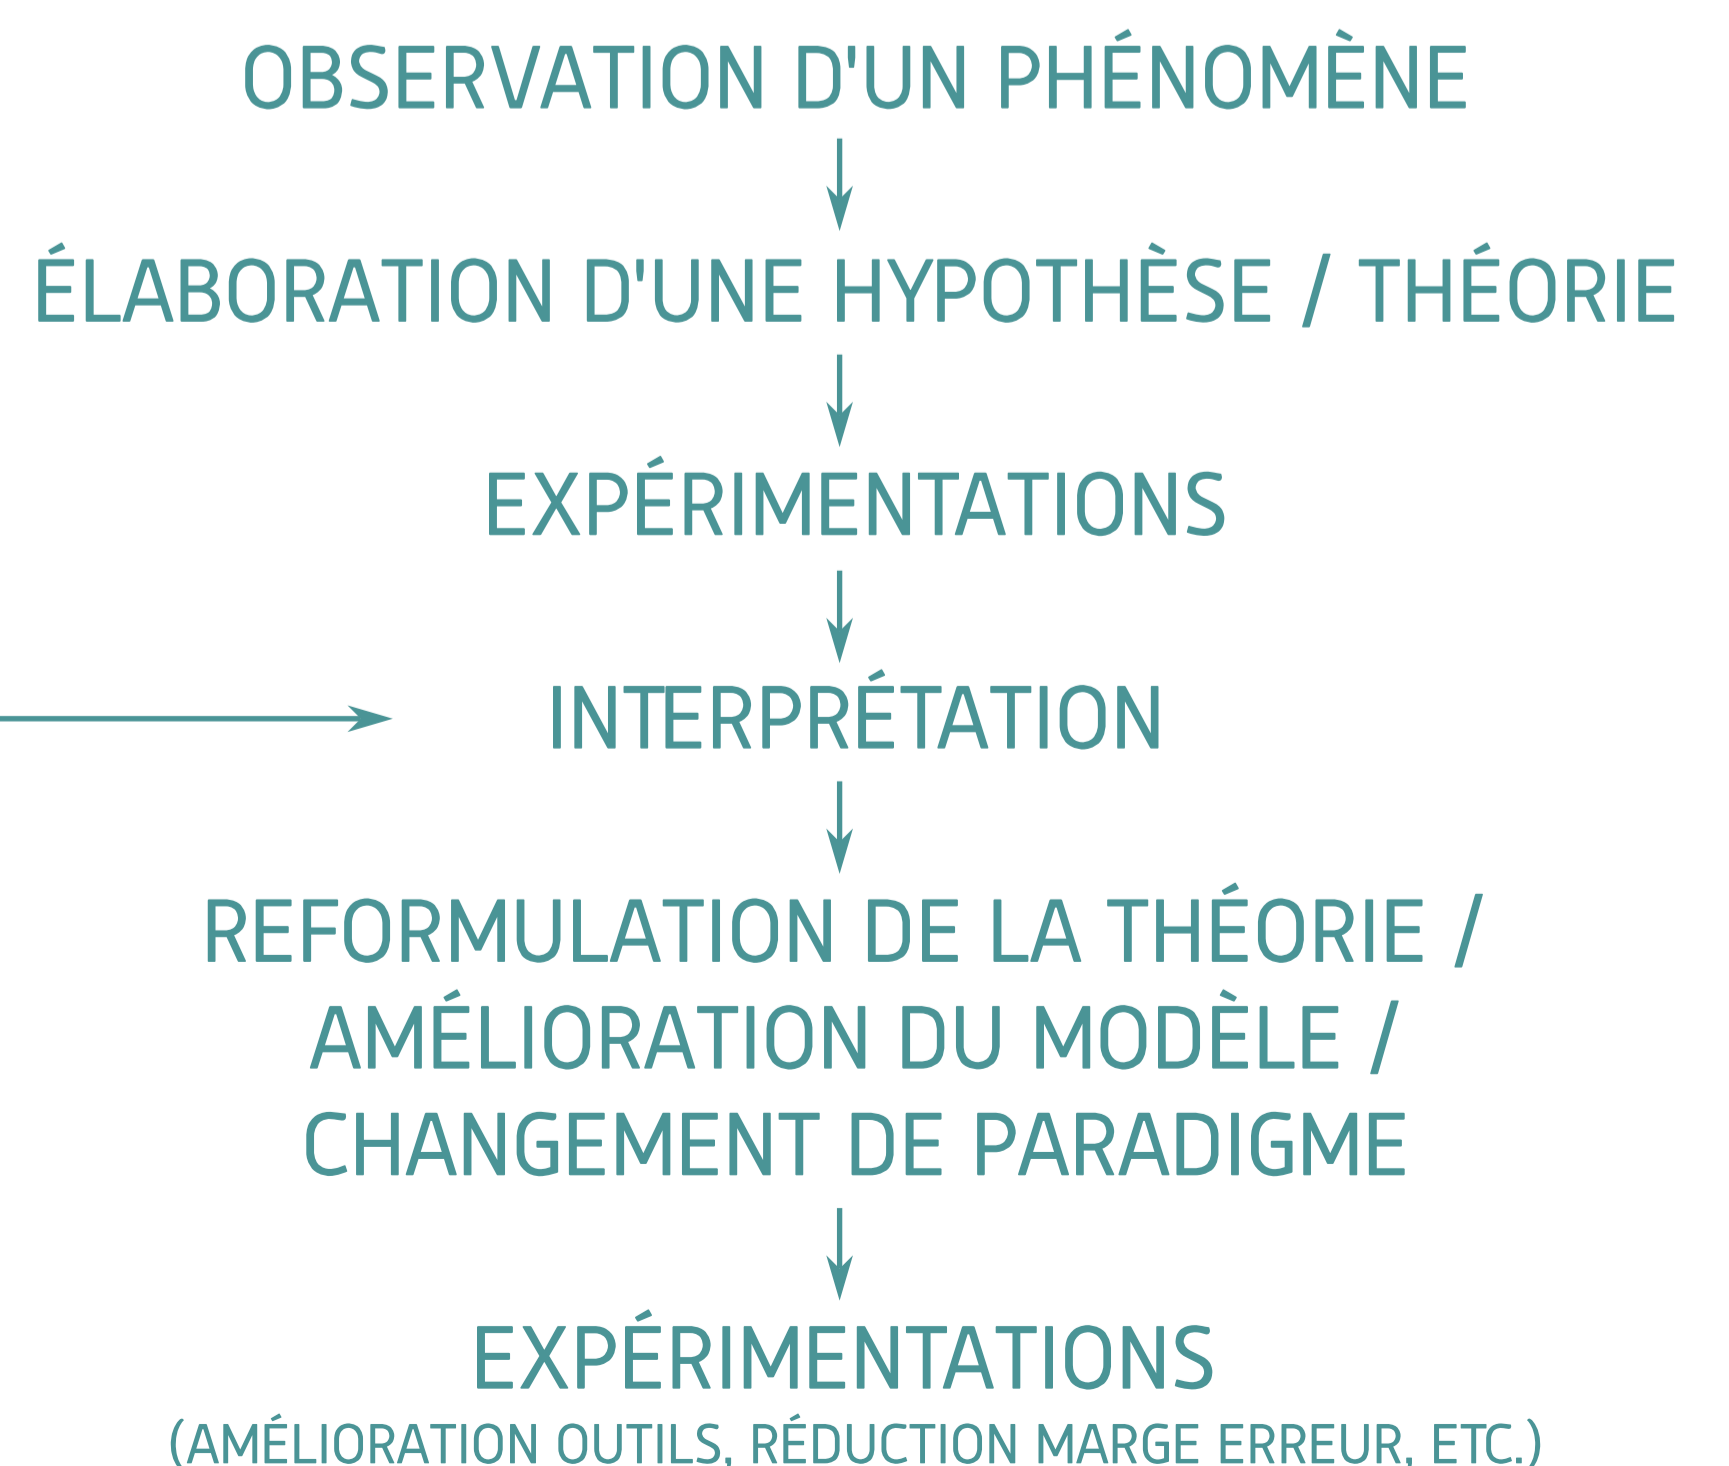 OBSERVATION D'UN PHÉNOMÈNE
ÉLABORATION D'UNE HYPOTHÈSE / THÉORIE
EXPÉRIMENTATIONS
INTERPRÉTATION
REFORMULATION DE LA THÉORIE /
AMÉLIORATION DU MODÈLE /
CHANGEMENT DE PARADIGME
EXPÉRIMENTATIONS
(AMÉLIORATION OUTILS, RÉDUCTION MARGE ERREUR, ETC.)